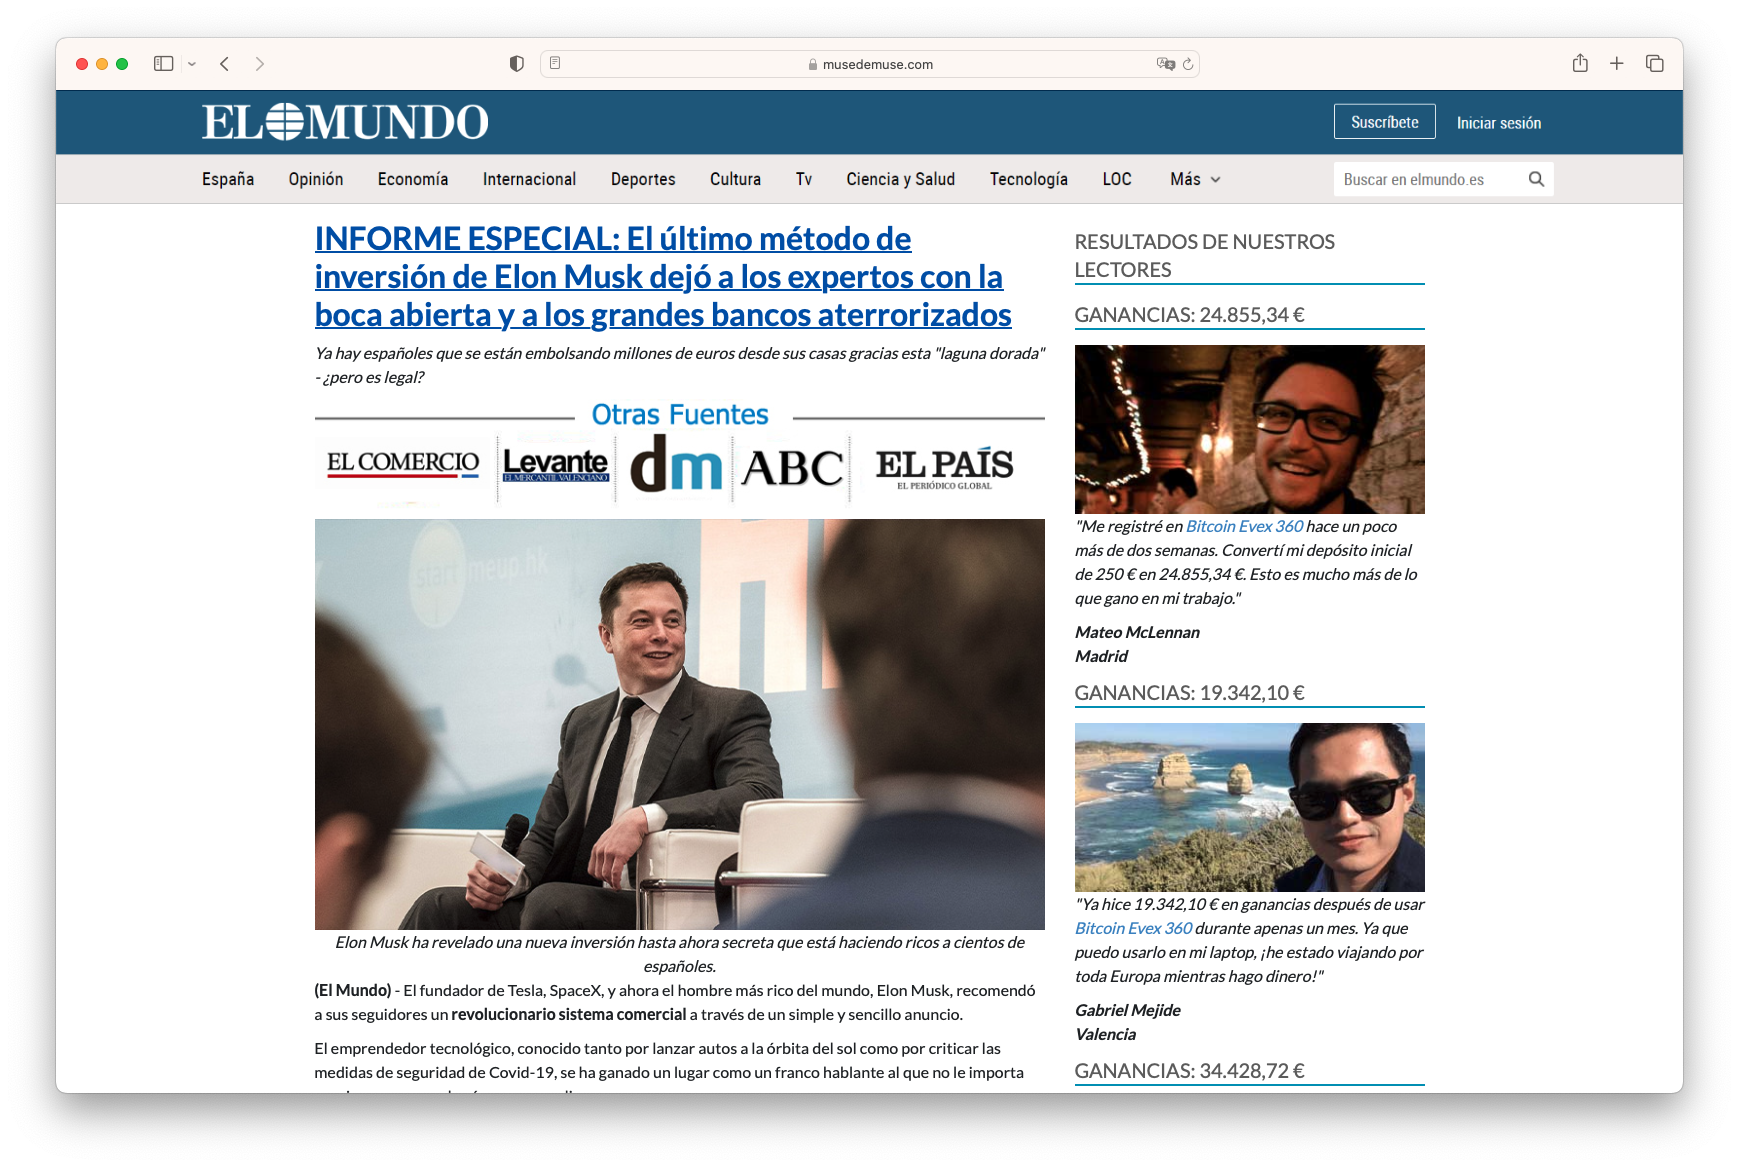 musedemuse.com
EL MUNDO
Suscríbete
Iniciar sesión
España
Opinión
Economía
Internacional
Deportes
Cultura
Tv
Ciencia y Salud
Tecnología
LOC
Más
Buscar en elmundo.es
INFORME ESPECIAL: El último método de
inversión de Elon Musk dejó a los expertos con la
boca abierta y a los grandes bancos aterrorizados
Ya hay españoles que se están embolsando millones de euros desde sus casas gracias esta "laguna dorada"
- ¿pero es legal?
Otras Fuentes
EL COMERCIO
Levante
EL MERCANTIL VALENCIANO
dm
ABC
EL PAÍS
EL PERIÓDICO GLOBAL
startmeup.hk
Elon Musk ha revelado una nueva inversión hasta ahora secreta que está haciendo ricos a cientos de
españoles.
(El Mundo) - El fundador de Tesla, SpaceX, y ahora el hombre más rico del mundo, Elon Musk, recomendó
a sus seguidores un revolucionario sistema comercial a través de un simple y sencillo anuncio.
El emprendedor tecnológico, conocido tanto por lanzar autos a la órbita del sol como por criticar las
medidas de seguridad de Covid-19, se ha ganado un lugar como un franco hablante al que no le importa
RESULTADOS DE NUESTROS
LECTORES
GANANCIAS: 24.855,34 €
"Me registré en Bitcoin Evex 360 hace un poco
más de dos semanas. Convertí mi depósito inicial
de 250 € en 24.855,34 €. Esto es mucho más de lo
que gano en mi trabajo."
Mateo McLennan
Madrid
GANANCIAS: 19.342,10 €
"Ya hice 19.342,10 € en ganancias después de usar
Bitcoin Evex 360 durante apenas un mes. Ya que
puedo usarlo en mi laptop, ¡he estado viajando por
toda Europa mientras hago dinero!"
Gabriel Mejide
Valencia
GANANCIAS: 34.428,72 €